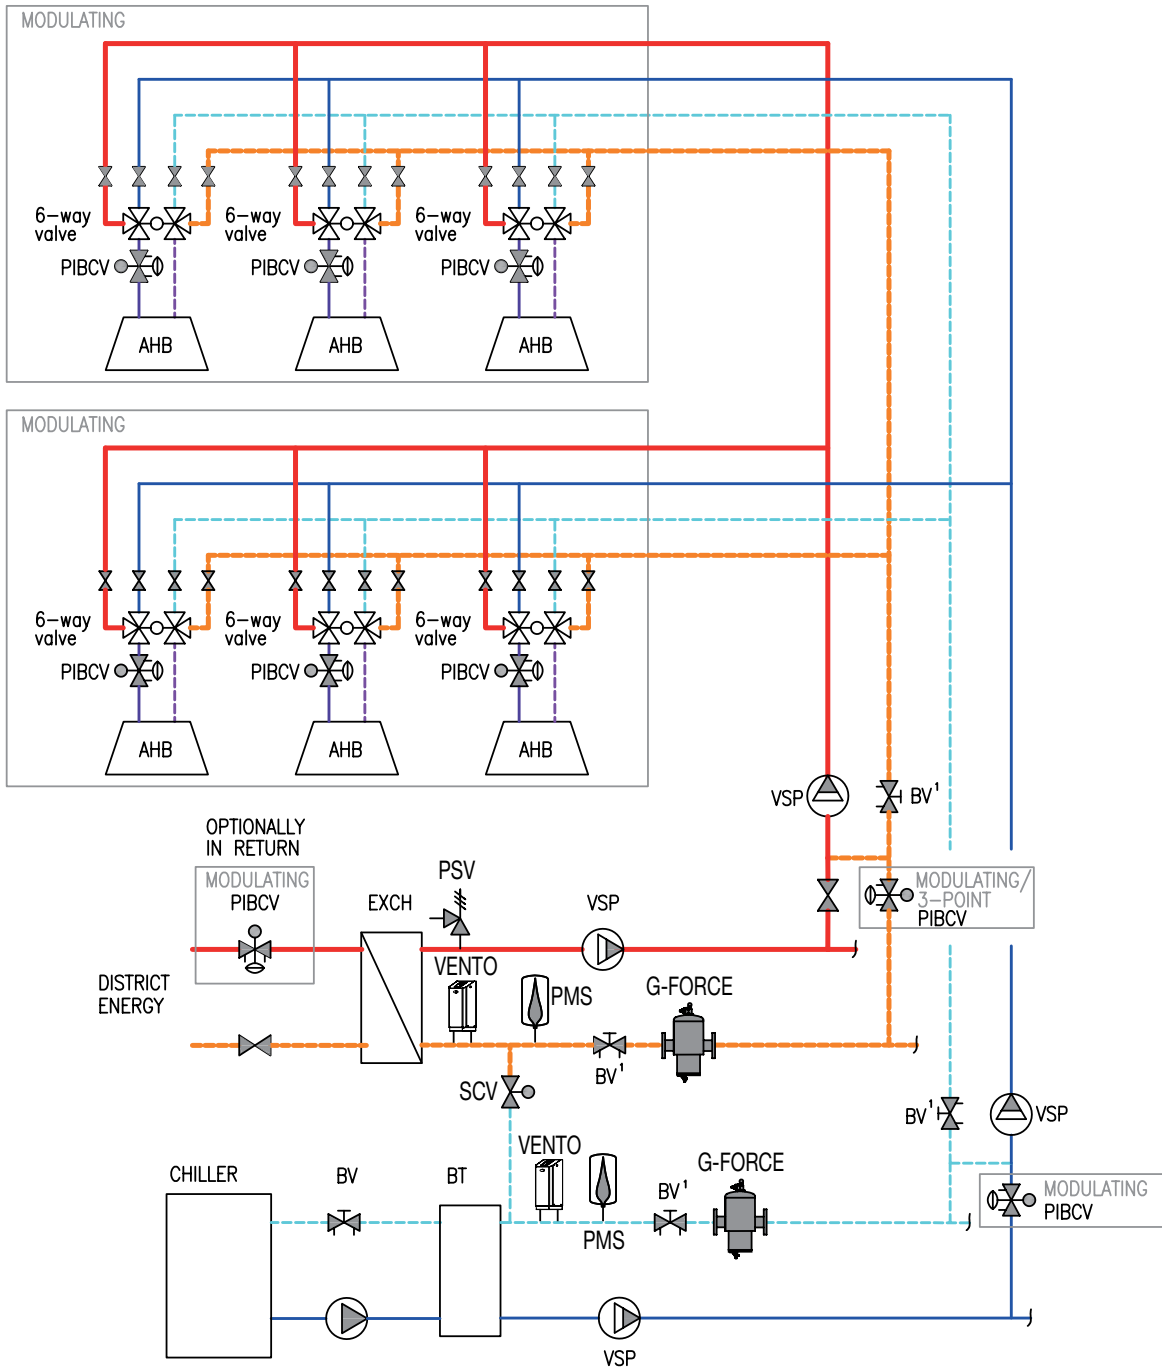 MODULATING
6-way
valve
6-way
valve
6-way
valve
PIBCV
PIBCV
PIBCV
AHB
AHB
AHB
MODULATING
6-way
valve
6-way
valve
6-way
valve
PIBCV
PIBCV
PIBCV
AHB
AHB
AHB
VSP
BV¹
OPTIONALLY
IN RETURN
MODULATING
PIBCV
EXCH
PSV
VSP
MODULATING/
3-POINT
PIBCV
DISTRICT
ENERGY
VENTO
PMS
G-FORCE
BV¹
SCV
BV¹
VSP
VENTO
G-FORCE
CHILLER
BV
BT
BV¹
PMS
MODULATING
PIBCV
VSP